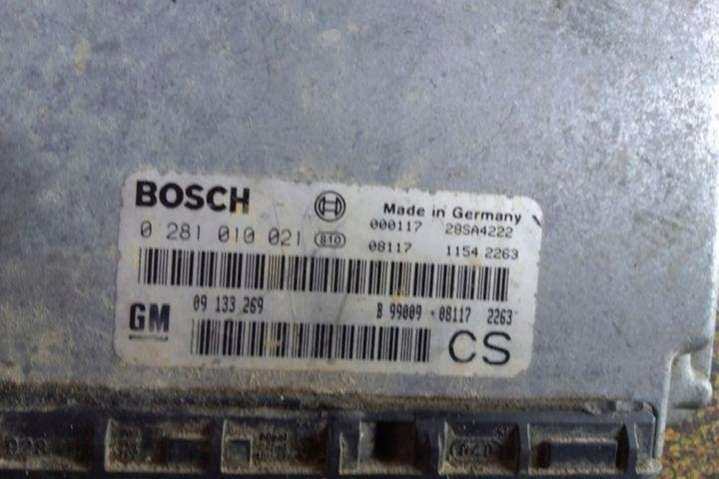 BOSCH
Made in Germany
000117 28SA4222
0 281 010 021 810
08117 1154 2263
09 133 269
B 99009 08117 2263
GM
CS